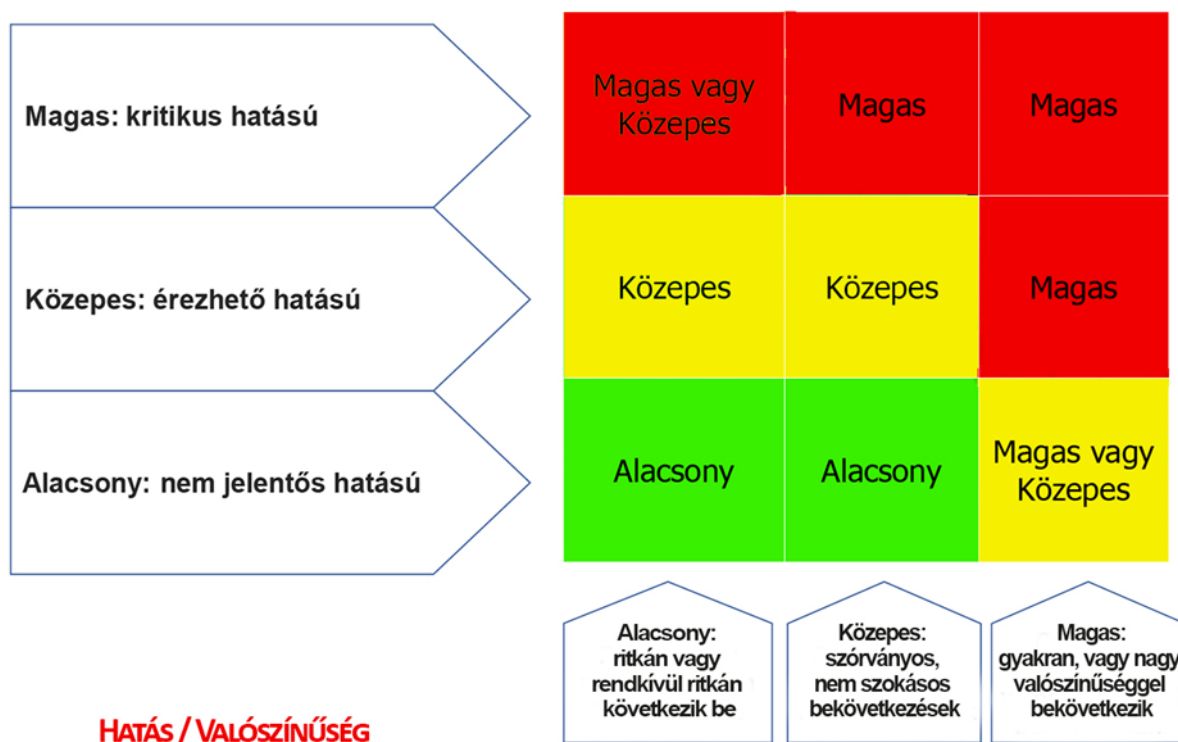 Magas: kritikus hatású
Magas vagy
Közepes
Magas
Magas
Közepes: érezhető hatású
Közepes
Közepes
Magas
Alacsony: nem jelentős hatású
Alacsony
Alacsony
Magas vagy
Közepes
Alacsony:
ritkán vagy
rendkívül ritkán
következik be
Közepes:
szórványos,
nem szokásos
bekövetkezések
Magas:
gyakran, vagy nagy
valószínűséggel
bekövetkezik
HATÁS / VALÓSZÍNŰSÉG